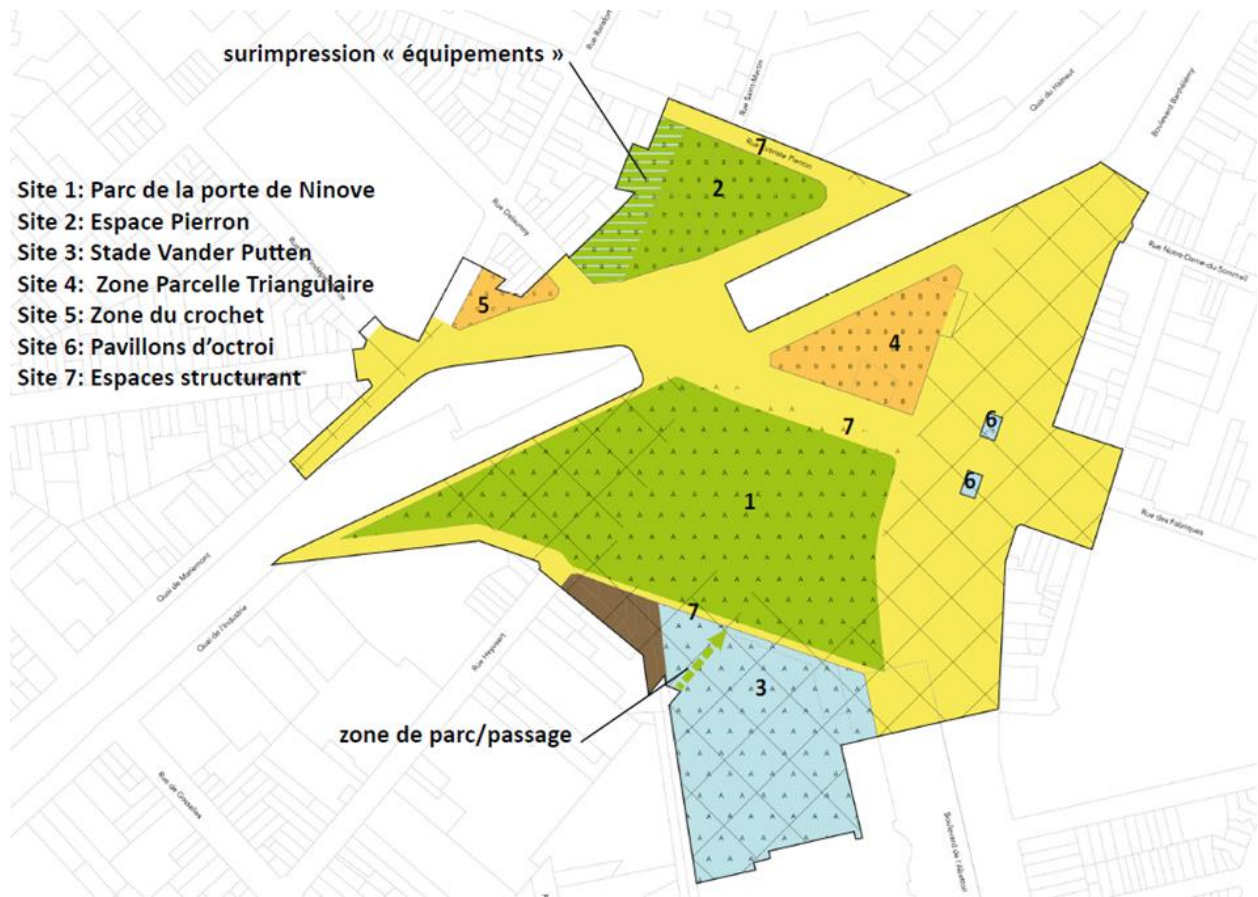 surimpression « équipements »
Site 1: Parc de la porte de Ninove
Site 2: Espace Pierron
Site 3: Stade Vander Putten
Site 4:  Zone Parcelle Triangulaire
Site 5: Zone du crochet
Site 6: Pavillons d'octroi
Site 7: Espaces structurant
Rue Saint-Martin
Quai du Hainaut
Boulevard Barthélémy
7
Pierron
2
Rue Delaunoy
Rue Notre-Dame-du-Sommeil
5
4
6
7
6
1
Rue des Fabriques
Quai de Mariemont
Quai de l'Industrie
7
Rue Heyvaert
3
zone de parc/passage
Rue de Gosselies
Boulevard de l'Abattoir